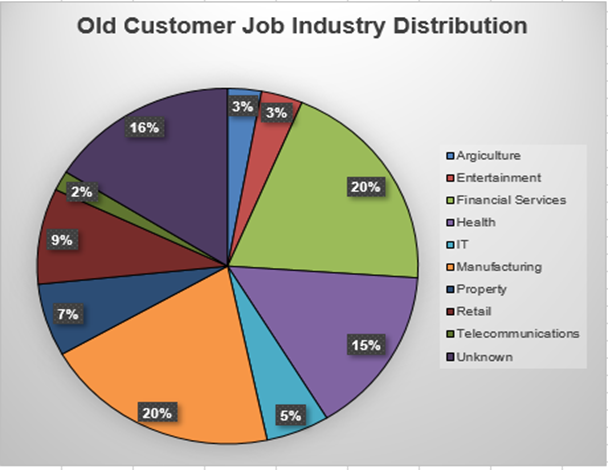 Old Customer Job Industry Distribution
3%
3%
16%
20%
2%
9%
7%
15%
20%
5%
Argiculture
Entertainment
Financial Services
Health
IT
Manufacturing
Property
Retail
Telecommunications
Unknown